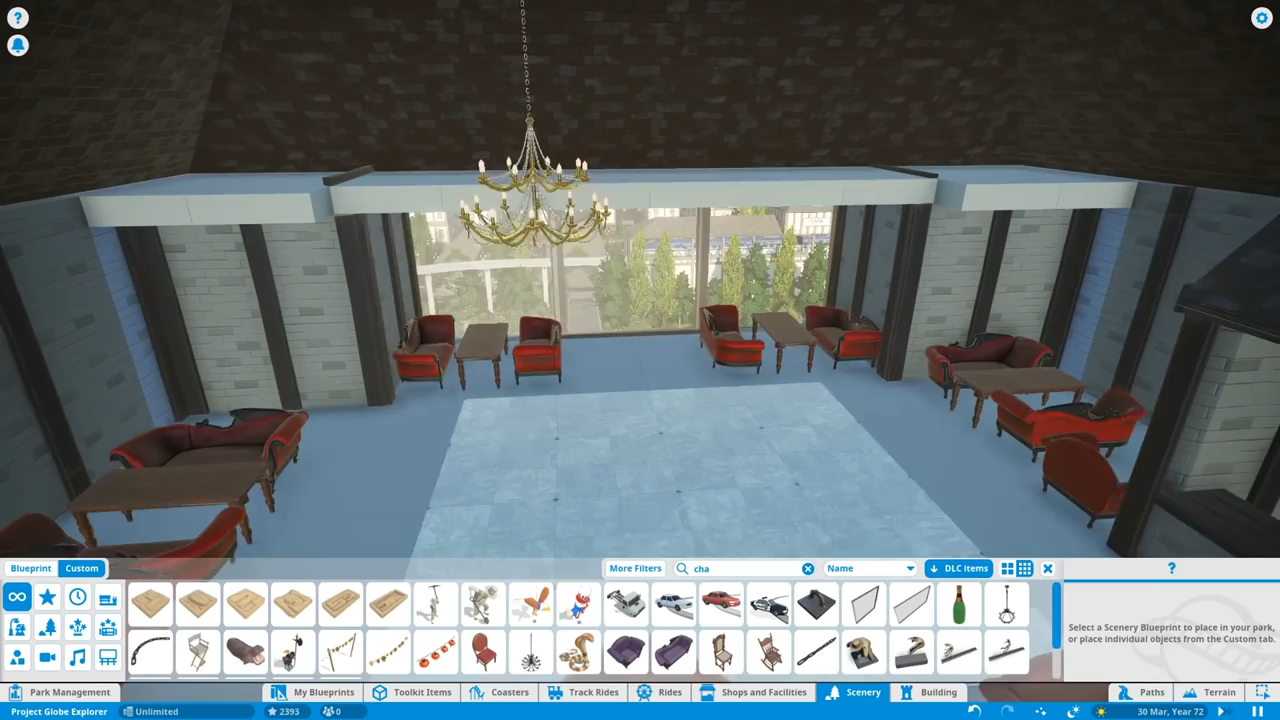 ?
Blueprint Custom More Filters cha Name DLC items ?
Select a Scenery Blueprint to place in your park,
or place individual objects from the Custom tab.
Park Management My Blueprints Toolkit Items Coasters Track Rides Rides Shops and Facilities Scenery Building Paths Terrain
Project Globe Explorer Unlimited 2393 0 30 Mar, Year 72